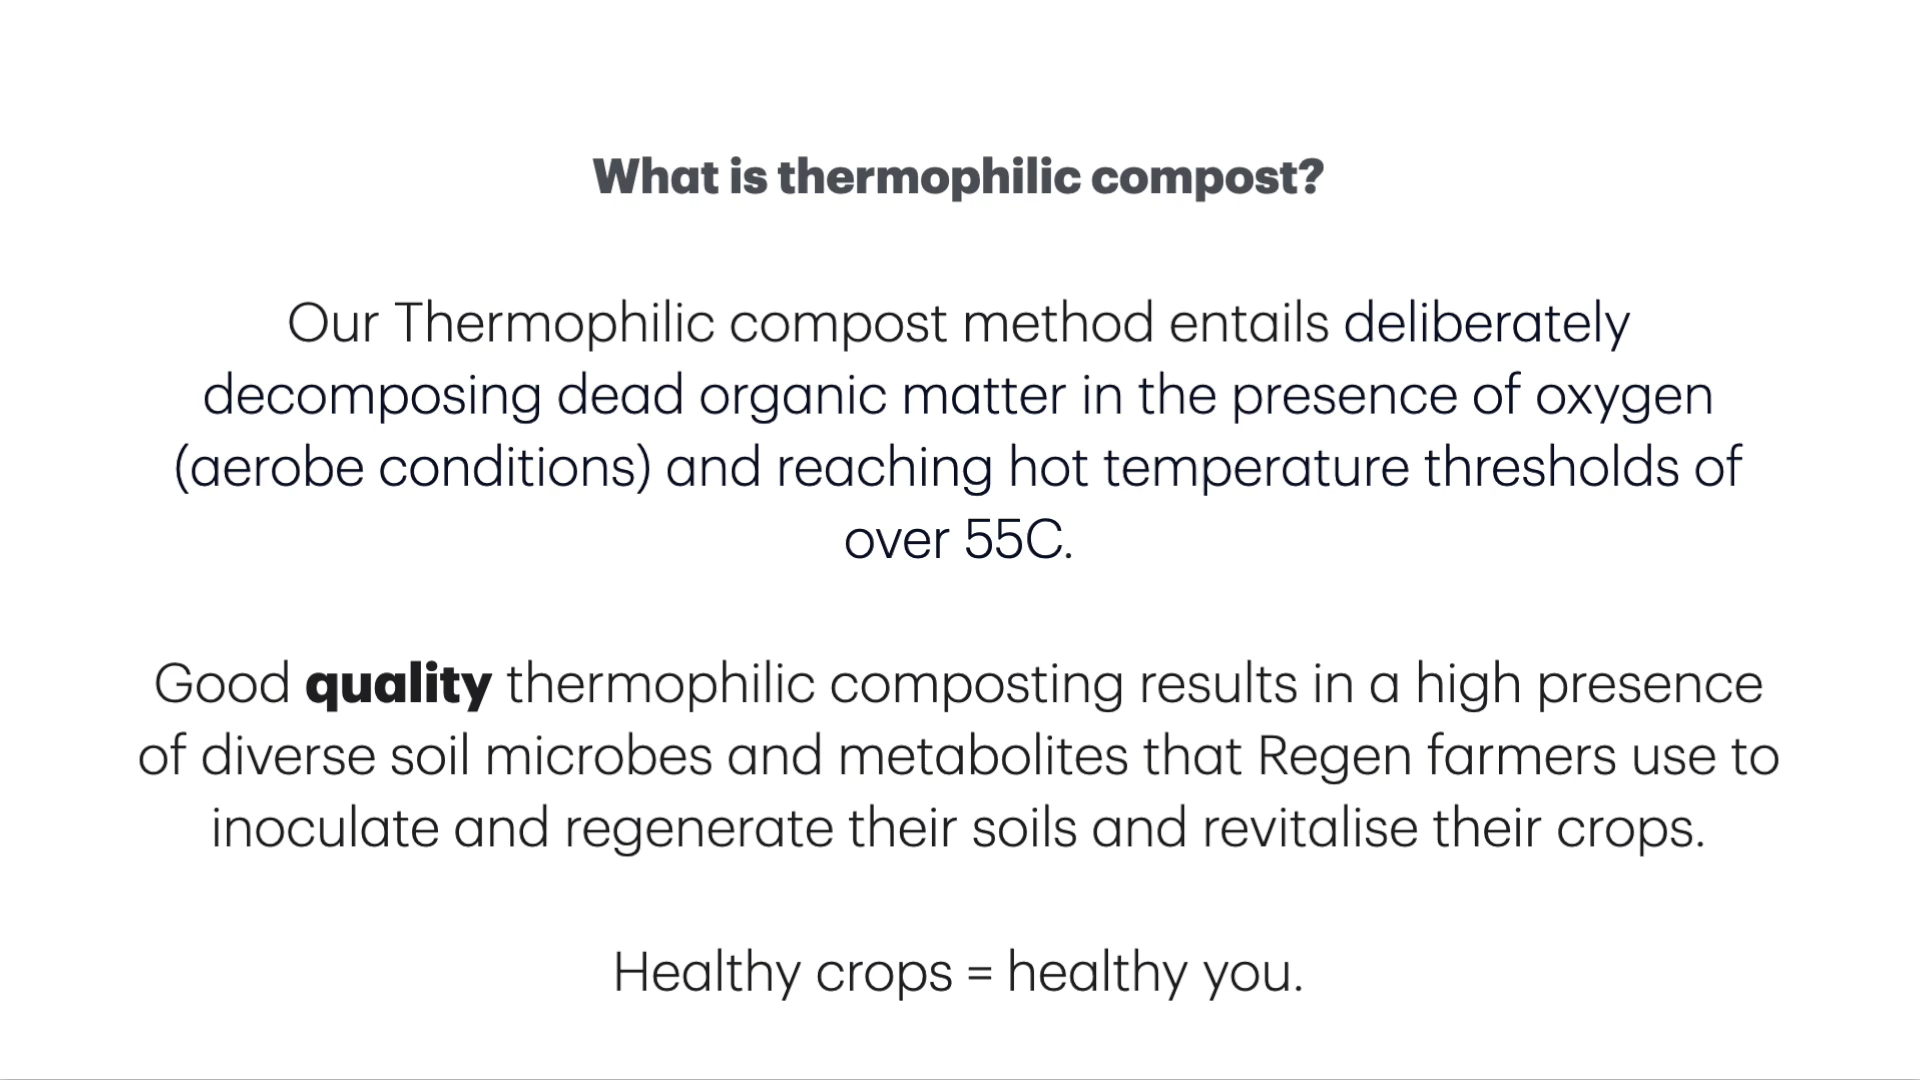 What is thermophilic compost?
Our Thermophilic compost method entails deliberately
decomposing dead organic matter in the presence of oxygen
(aerobe conditions) and reaching hot temperature thresholds of
over 55C.
Good quality thermophilic composting results in a high presence
of diverse soil microbes and metabolites that Regen farmers use to
inoculate and regenerate their soils and revitalise their crops.
Healthy crops = healthy you.